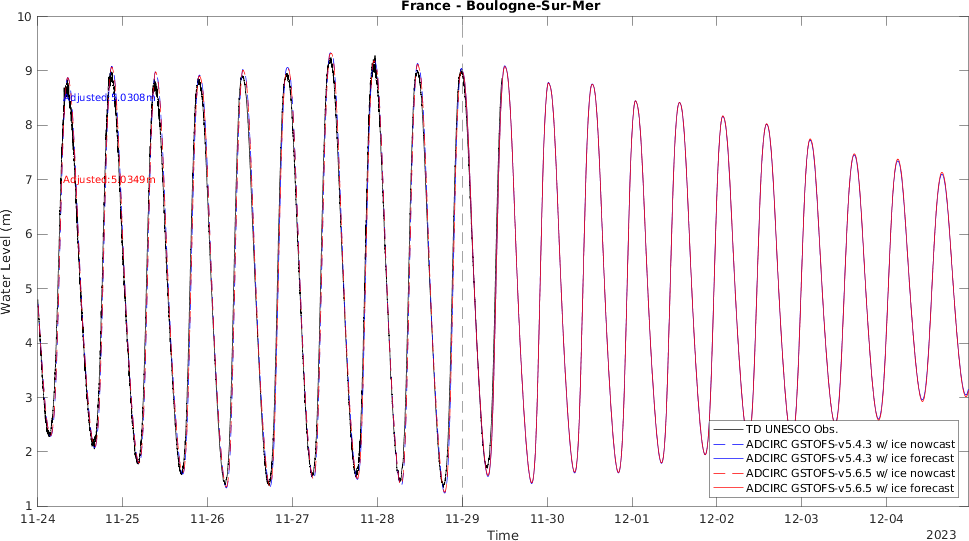 France - Boulogne-Sur-Mer
10
9
8
7
6
5
4
3
2
1
Water Level (m)
Adjusted:5.0308m
Adjusted:5.0349m
TD UNESCO Obs.
ADCIRC GSTOFS-v5.4.3 w/ ice nowcast
ADCIRC GSTOFS-v5.4.3 w/ ice forecast
ADCIRC GSTOFS-v5.6.5 w/ ice nowcast
ADCIRC GSTOFS-v5.6.5 w/ ice forecast
11-24 11-25 11-26 11-27 11-28 11-29 11-30 12-01 12-02 12-03 12-04
Time
2023